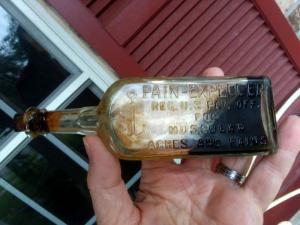 PAIN-EXPELLER
REG. U.S. PAT. OFF.
FOR
MUSCULAR
ACHES AND PAINS